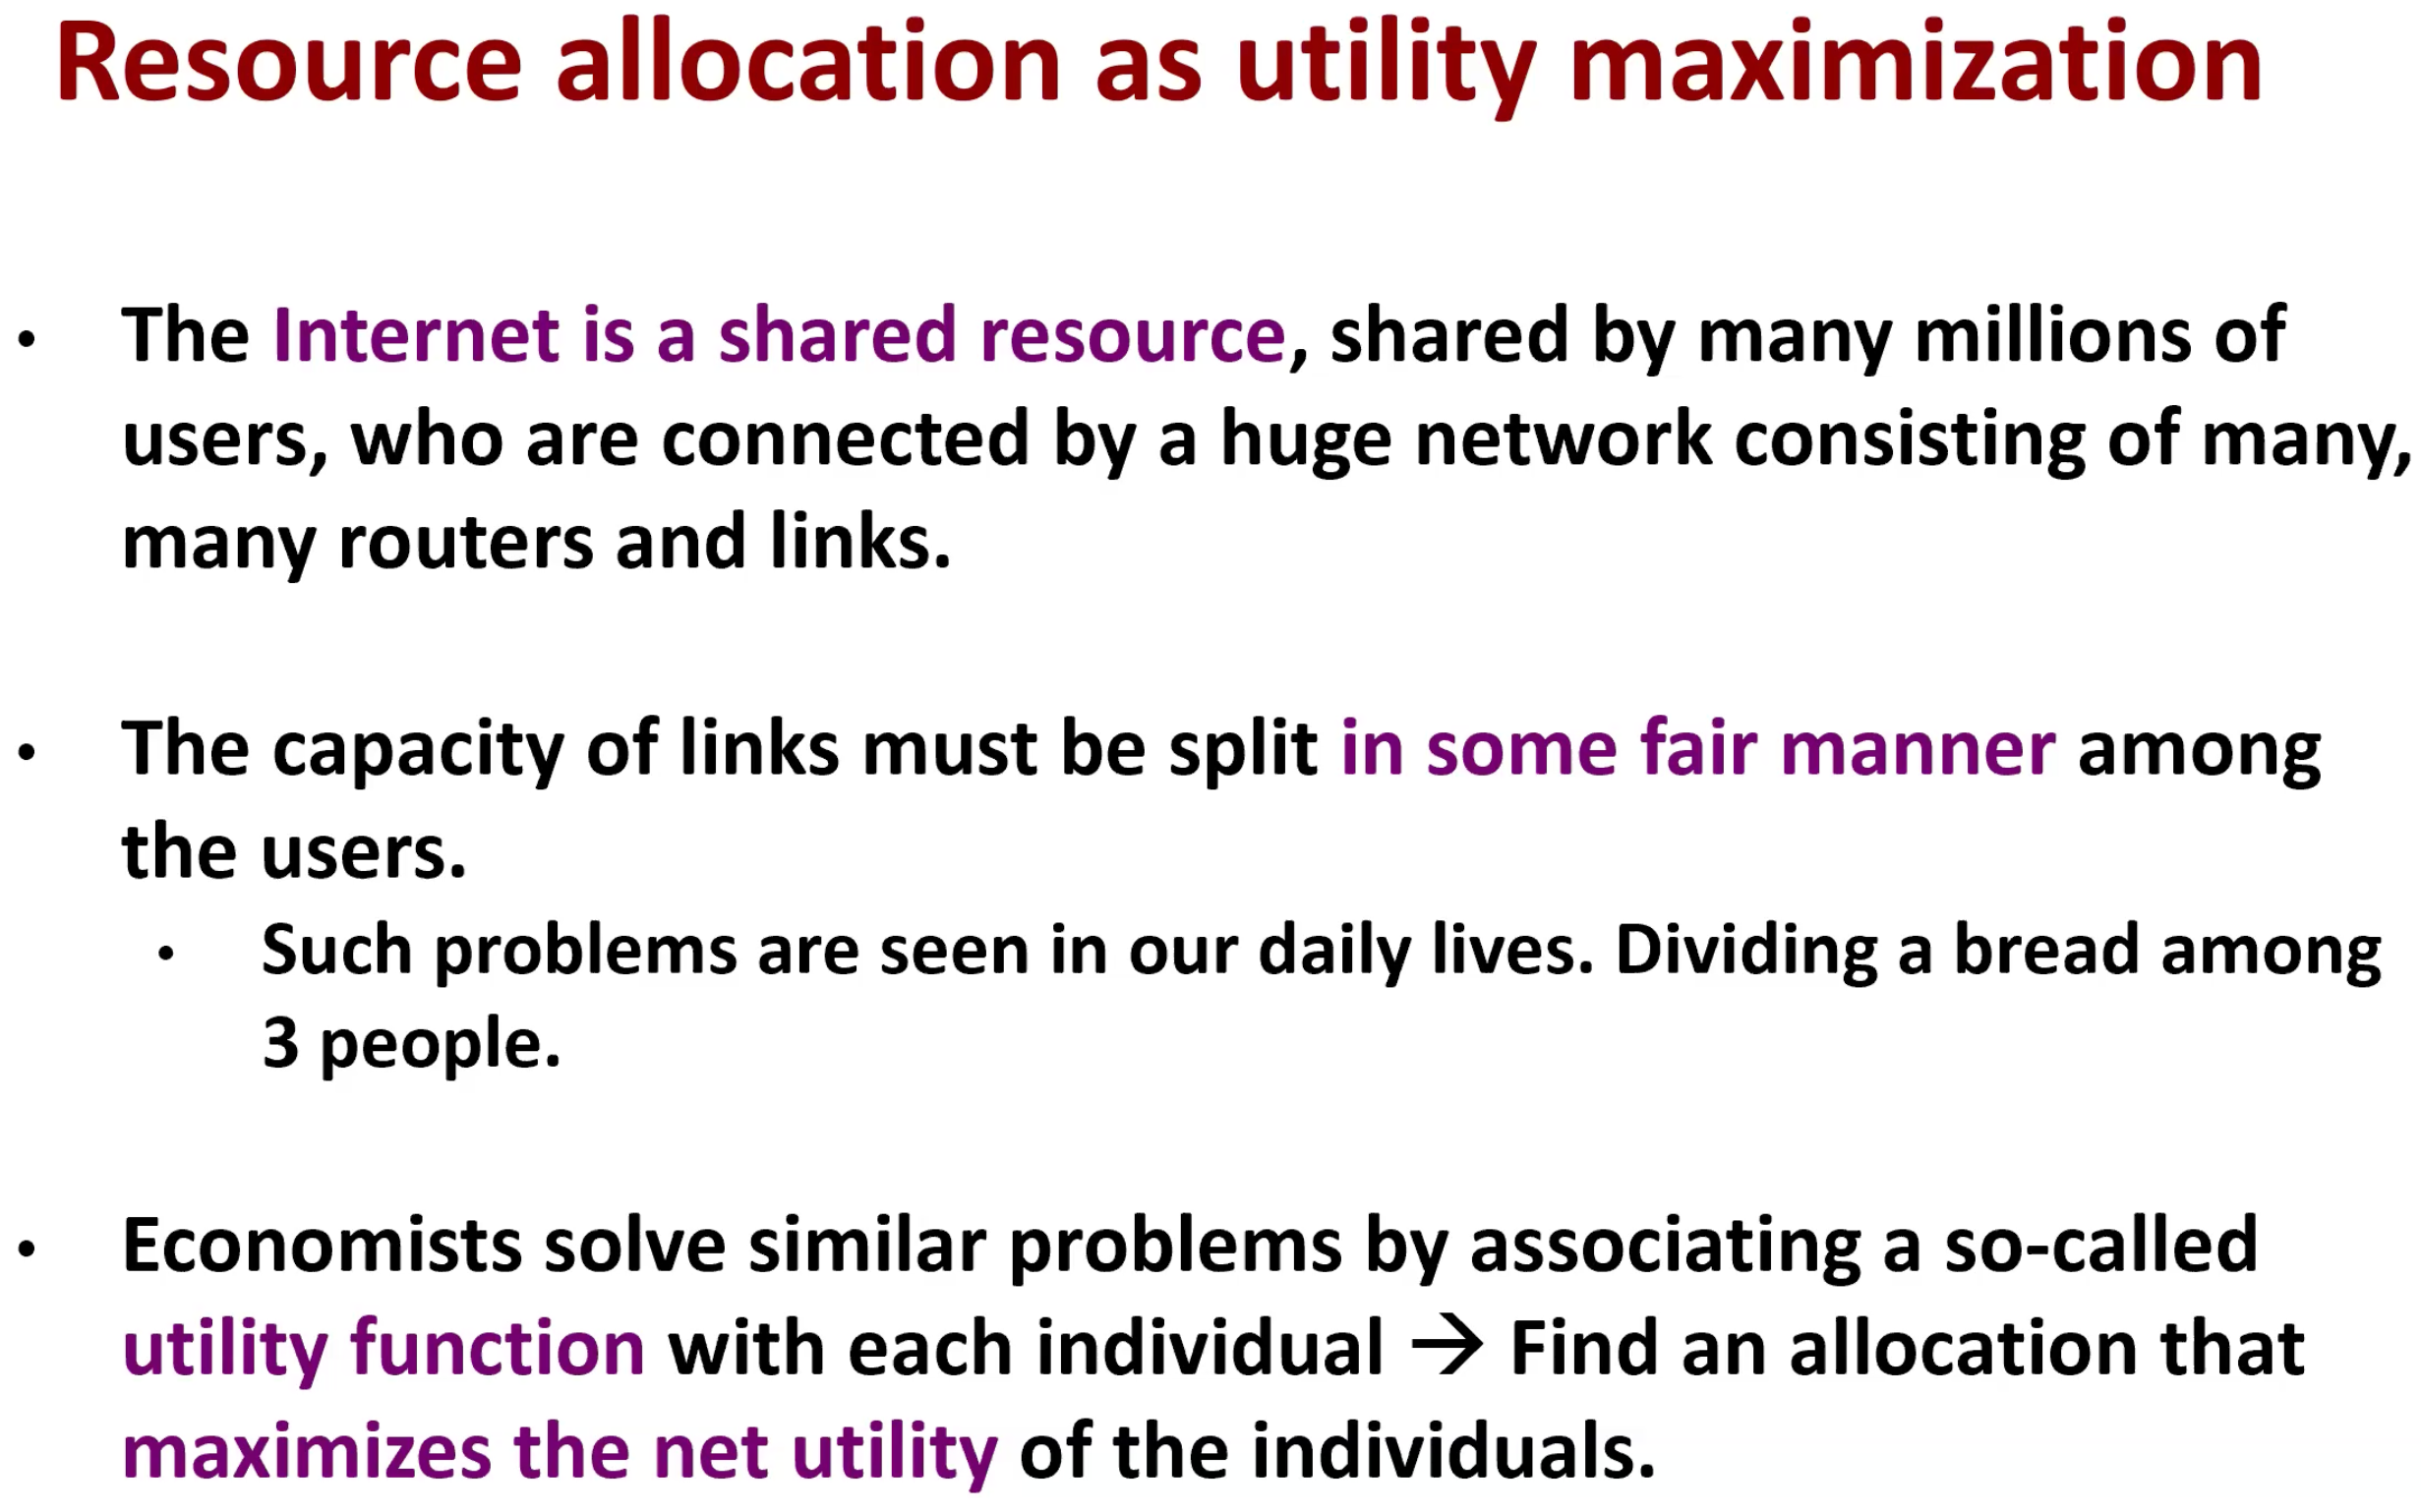 Resource allocation as utility maximization
• The Internet is a shared resource, shared by many millions of
users, who are connected by a huge network consisting of many,
many routers and links.
• The capacity of links must be split in some fair manner among
the users.
• Such problems are seen in our daily lives. Dividing a bread among
3 people.
• Economists solve similar problems by associating a so-called
utility function with each individual → Find an allocation that
maximizes the net utility of the individuals.